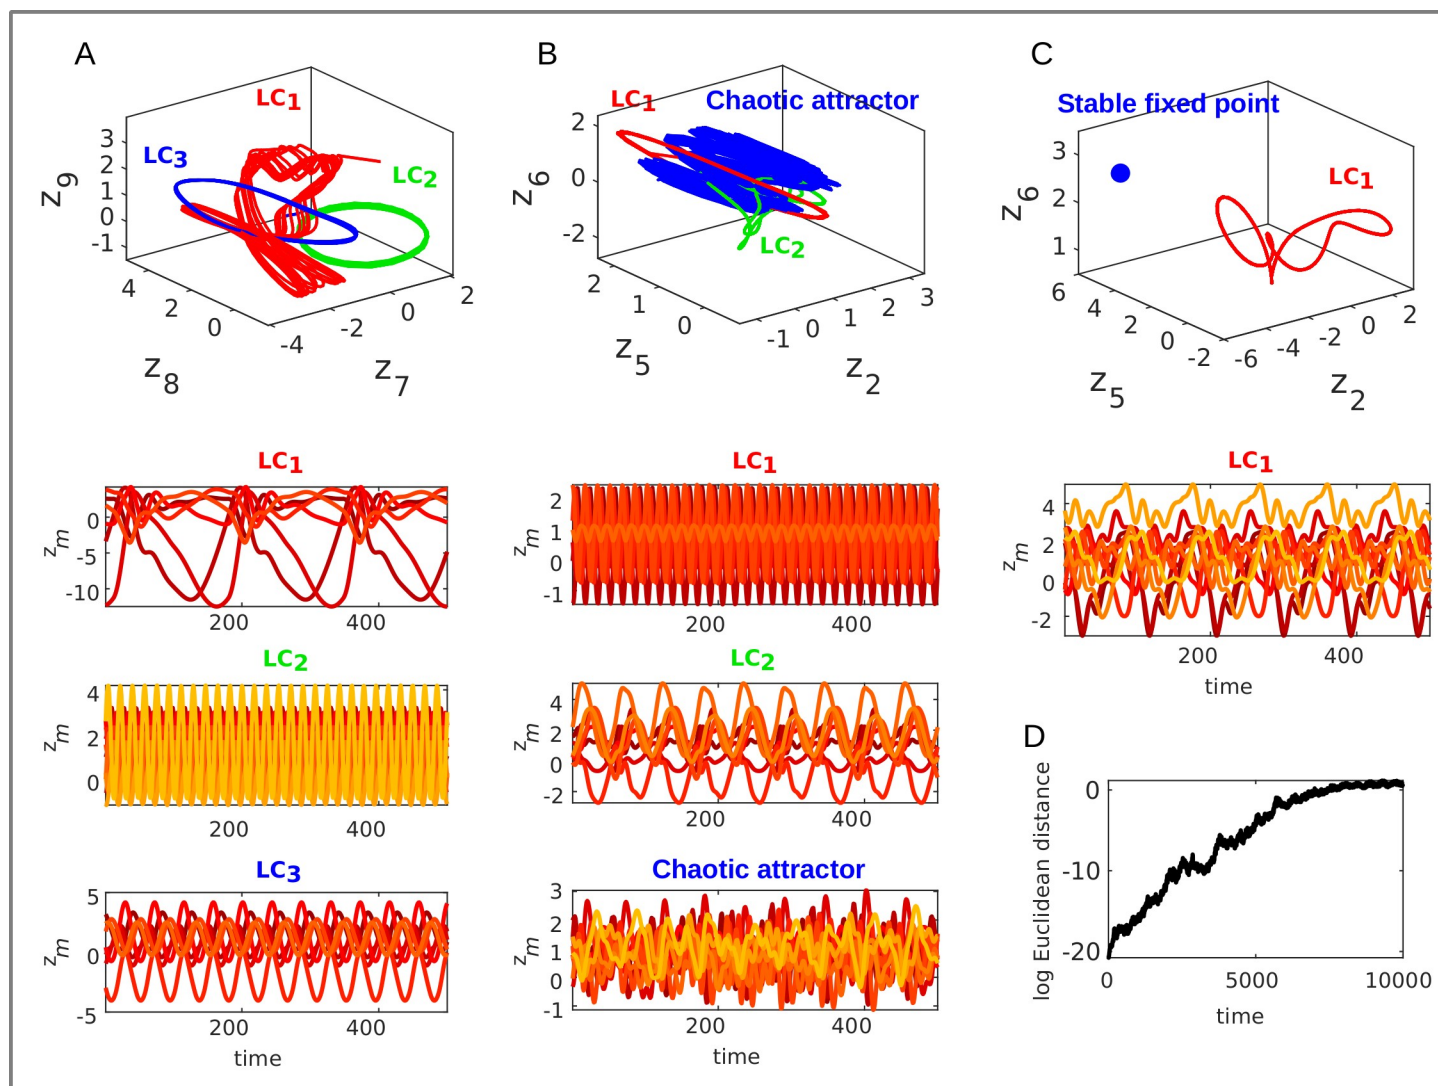 A
LC1
LC3
LC2
3
2
1
0
-1
z9
4
2
0
z8
-4
-2
0
2
z7
B
LC1
Chaotic attractor
LC2
2
0
-2
z6
2
1
0
z5
-1
0
1
2
3
z2
C
Stable fixed point
LC1
3
2
1
z6
6
4
2
0
-2
z5
-6
-4
-2
0
2
z2
LC1
0
-5
-10
zm
200
400
LC2
4
2
0
zm
200
400
LC3
5
0
-5
zm
200
400
time
LC1
2
1
0
-1
zm
200
400
LC2
4
2
0
-2
zm
200
400
Chaotic attractor
3
2
1
0
-1
zm
200
400
time
LC1
4
2
0
-2
zm
200
400
time
D
0
-10
-20
log Euclidean distance
0
5000
10000
time